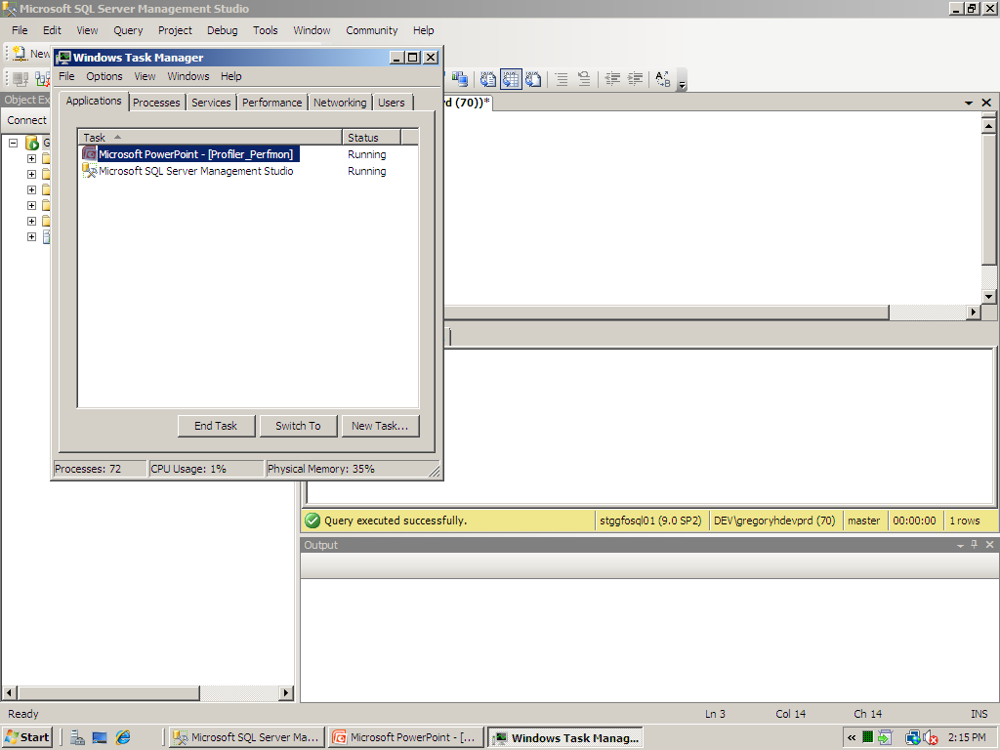 Microsoft SQL Server Management Studio
File Edit View Query Project Debug Tools Window Community Help
New
Windows Task Manager
File Options View Windows Help
Object Ex
Applications Processes Services Performance Networking Users
rd (70))*
Connect
Task Status
G
Microsoft PowerPoint - [Profiler_Perfmon] Running
Microsoft SQL Server Management Studio Running
End Task Switch To New Task...
Processes: 72 CPU Usage: 1% Physical Memory: 35%
Query executed successfully. stggfosql01 (9.0 SP2) DEV\gregoryhdevprd (70) master 00:00:00 1 rows
Output
Ready Ln 3 Col 14 Ch 14 INS
Start Microsoft SQL Server Ma... Microsoft PowerPoint - [... Windows Task Manag... « 2:15 PM